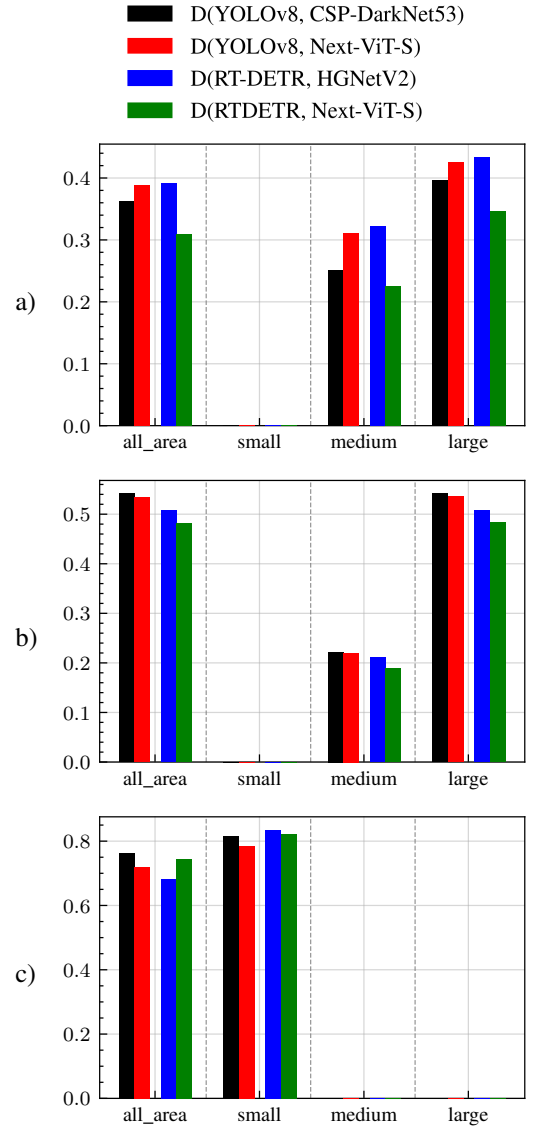 D(YOLOv8, CSP-DarkNet53)
D(YOLOv8, Next-ViT-S)
D(RT-DETR, HGNetV2)
D(RTDETR, Next-ViT-S)
a)
0.4
0.3
0.2
0.1
0.0
all_area small medium large
b)
0.5
0.4
0.3
0.2
0.1
0.0
all_area small medium large
c)
0.8
0.6
0.4
0.2
0.0
all_area small medium large